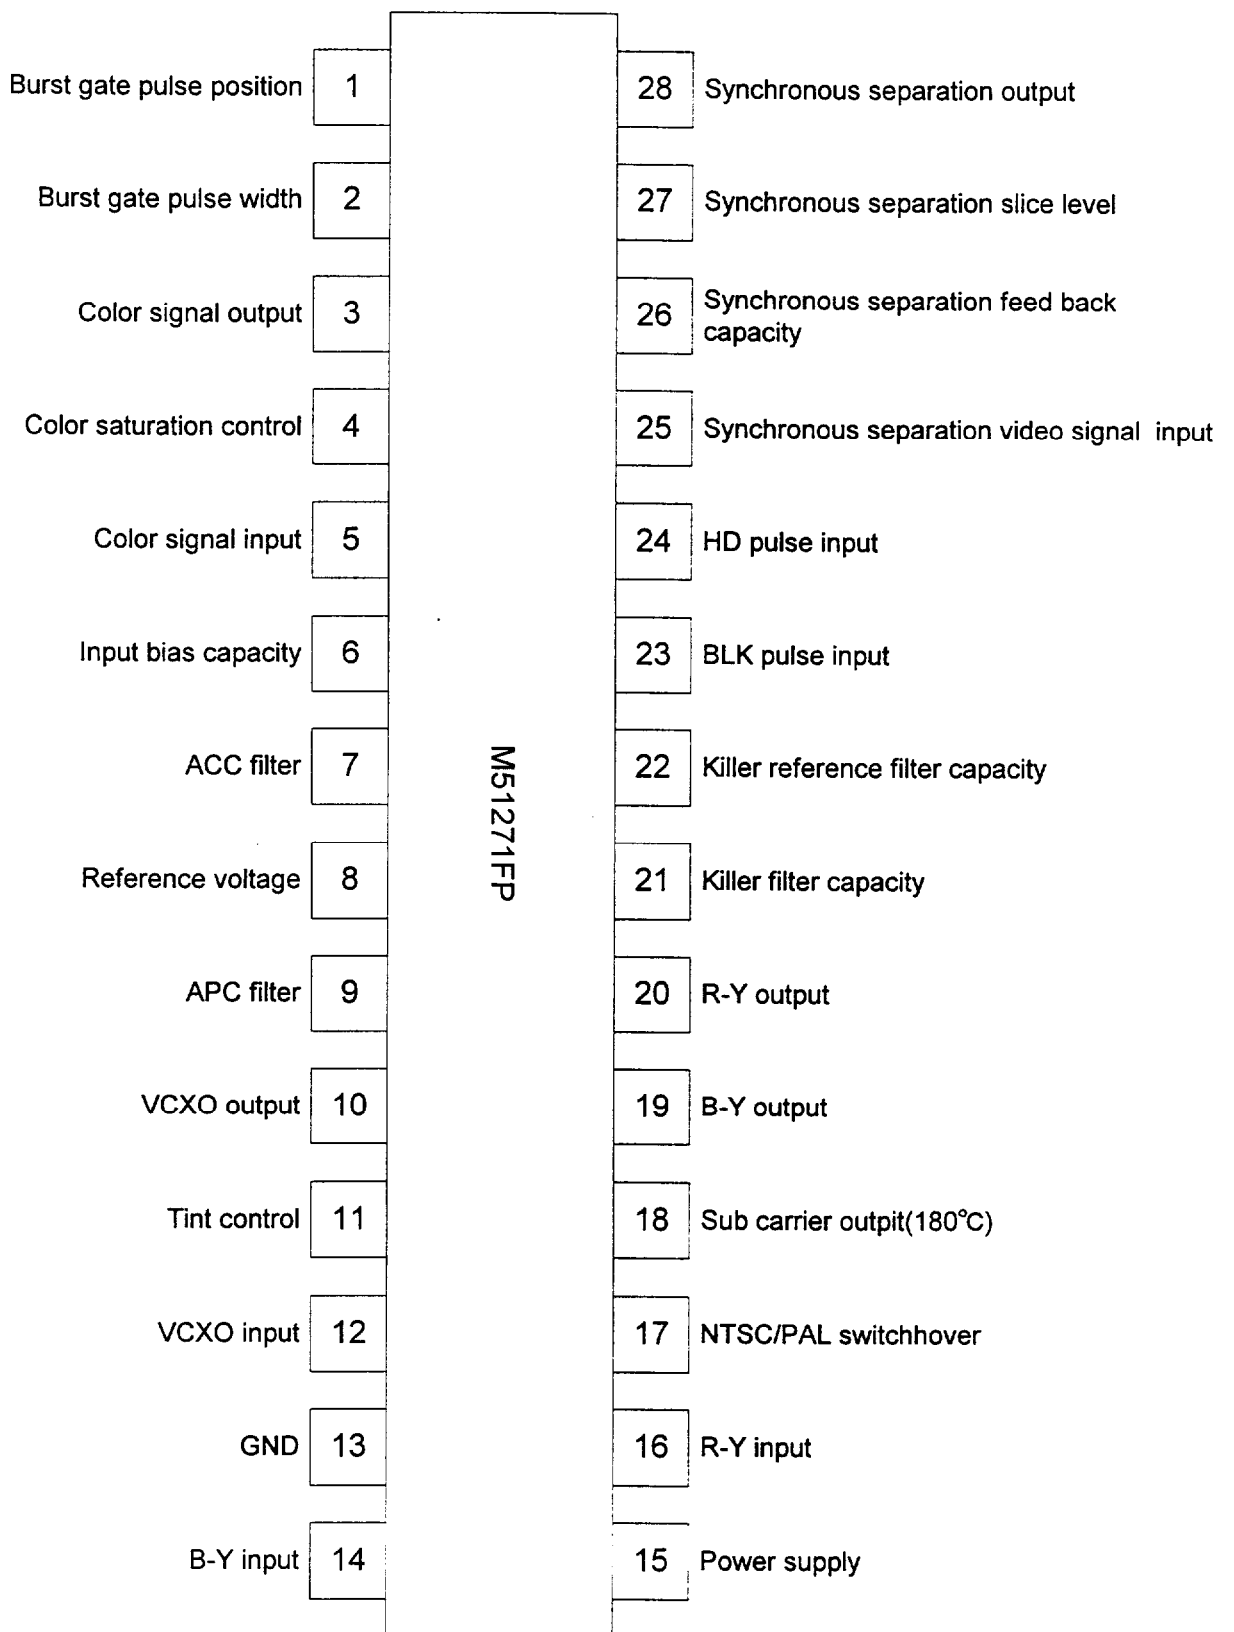 Burst gate pulse position 1
Burst gate pulse width 2
Color signal output 3
Color saturation control 4
Color signal input 5
Input bias capacity 6
ACC filter 7
Reference voltage 8
APC filter 9
VCXO output 10
Tint control 11
VCXO input 12
GND 13
B-Y input 14
M51271FP
28 Synchronous separation output
27 Synchronous separation slice level
26 Synchronous separation feed back
capacity
25 Synchronous separation video signal input
24 HD pulse input
23 BLK pulse input
22 Killer reference filter capacity
21 Killer filter capacity
20 R-Y output
19 B-Y output
18 Sub carrier outpit(180°C)
17 NTSC/PAL switchhover
16 R-Y input
15 Power supply